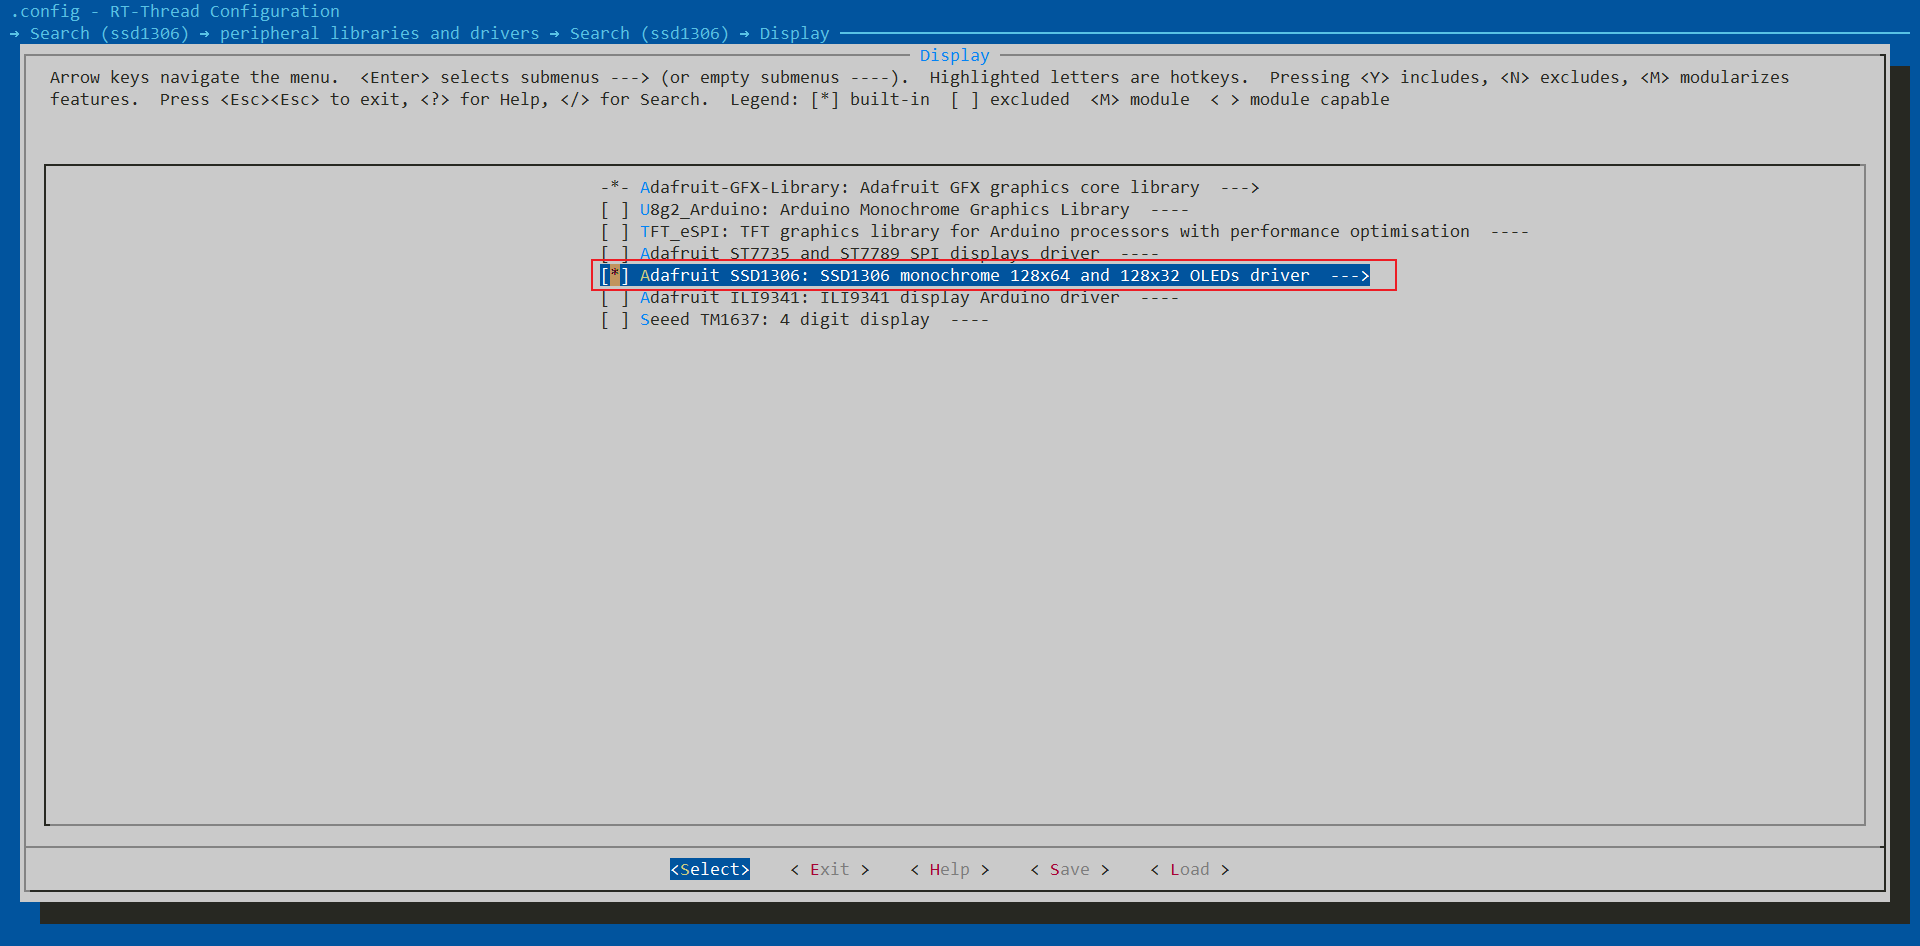 .config - RT-Thread Configuration
→ Search (ssd1306) → peripheral libraries and drivers → Search (ssd1306) → Display
Display
Arrow keys navigate the menu.  <Enter> selects submenus ---> (or empty submenus ----).  Highlighted letters are hotkeys.  Pressing <Y> includes, <N> excludes, <M> modularizes
features.  Press <Esc><Esc> to exit, <?> for Help, </> for Search.  Legend: [*] built-in  [ ] excluded  <M> module  < > module capable
-*- Adafruit-GFX-Library: Adafruit GFX graphics core library  --->
[ ] U8g2_Arduino: Arduino Monochrome Graphics Library  ----
[ ] TFT_eSPI: TFT graphics library for Arduino processors with performance optimisation  ----
[ ] Adafruit ST7735 and ST7789 SPI displays driver  ----
[*] Adafruit SSD1306: SSD1306 monochrome 128x64 and 128x32 OLEDs driver  --->
[ ] Adafruit ILI9341: ILI9341 display Arduino driver  ----
[ ] Seeed TM1637: 4 digit display  ----
<Select>    < Exit >    < Help >    < Save >    < Load >